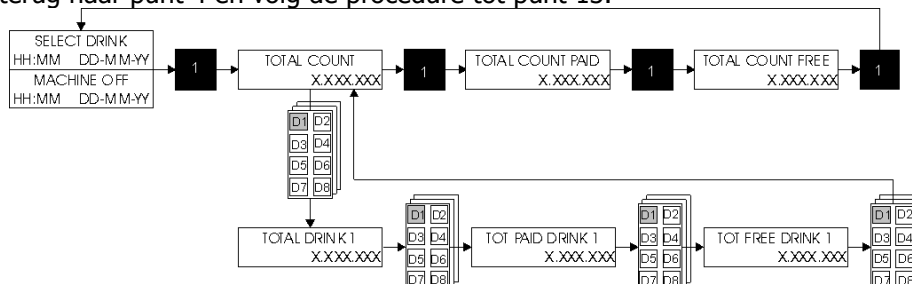 terug naar punt 4 en volg de procedure tot punt 13.
SELECT DRINK
HH:MM DD-MM-YY
MACHINE OFF
HH:MM DD-MM-YY
1
TOTAL COUNT
X.XXX.XXX
1
TOTAL COUNT PAID
X.XXX.XXX
1
TOTAL COUNT FREE
X.XXX.XXX
1
D1 D2
D3 D4
D5 D6
D7 D8
TOTAL DRINK 1
X.XXX.XXX
D1 D2
D3 D4
D5 D6
D7 D8
TOT PAID DRINK 1
X.XXX.XXX
D1 D2
D3 D4
D5 D6
D7 D8
TOT FREE DRINK 1
X.XXX.XXX
D1 D2
D3 D4
D5 D6
D7 D8